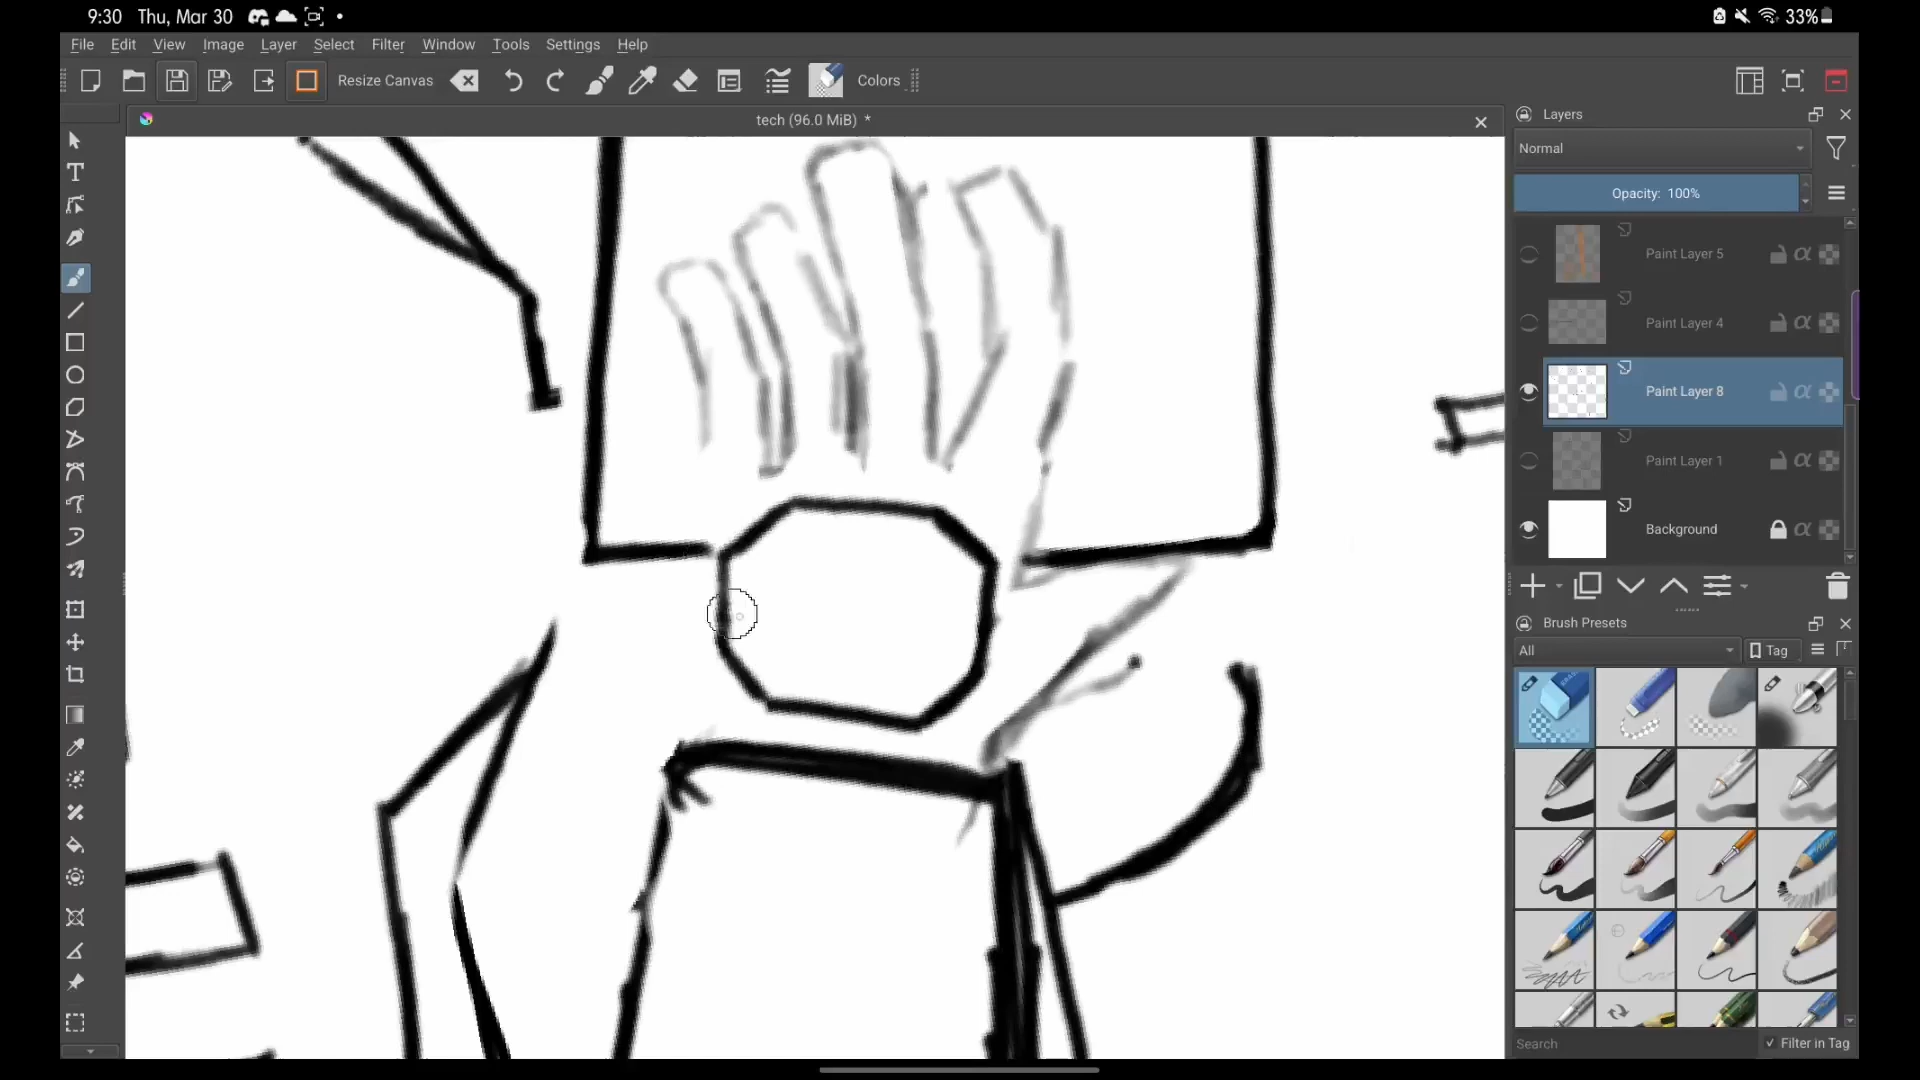 9:30 Thu, Mar 30 33%
File Edit View Image Layer Select Filter Window Tools Settings Help
Resize Canvas Colors
tech (96.0 MiB) *
Layers
Normal
Opacity: 100%
Paint Layer 5
Paint Layer 4
Paint Layer 8
Paint Layer 1
Background
Brush Presets
All Tag
Search Filter in Tag